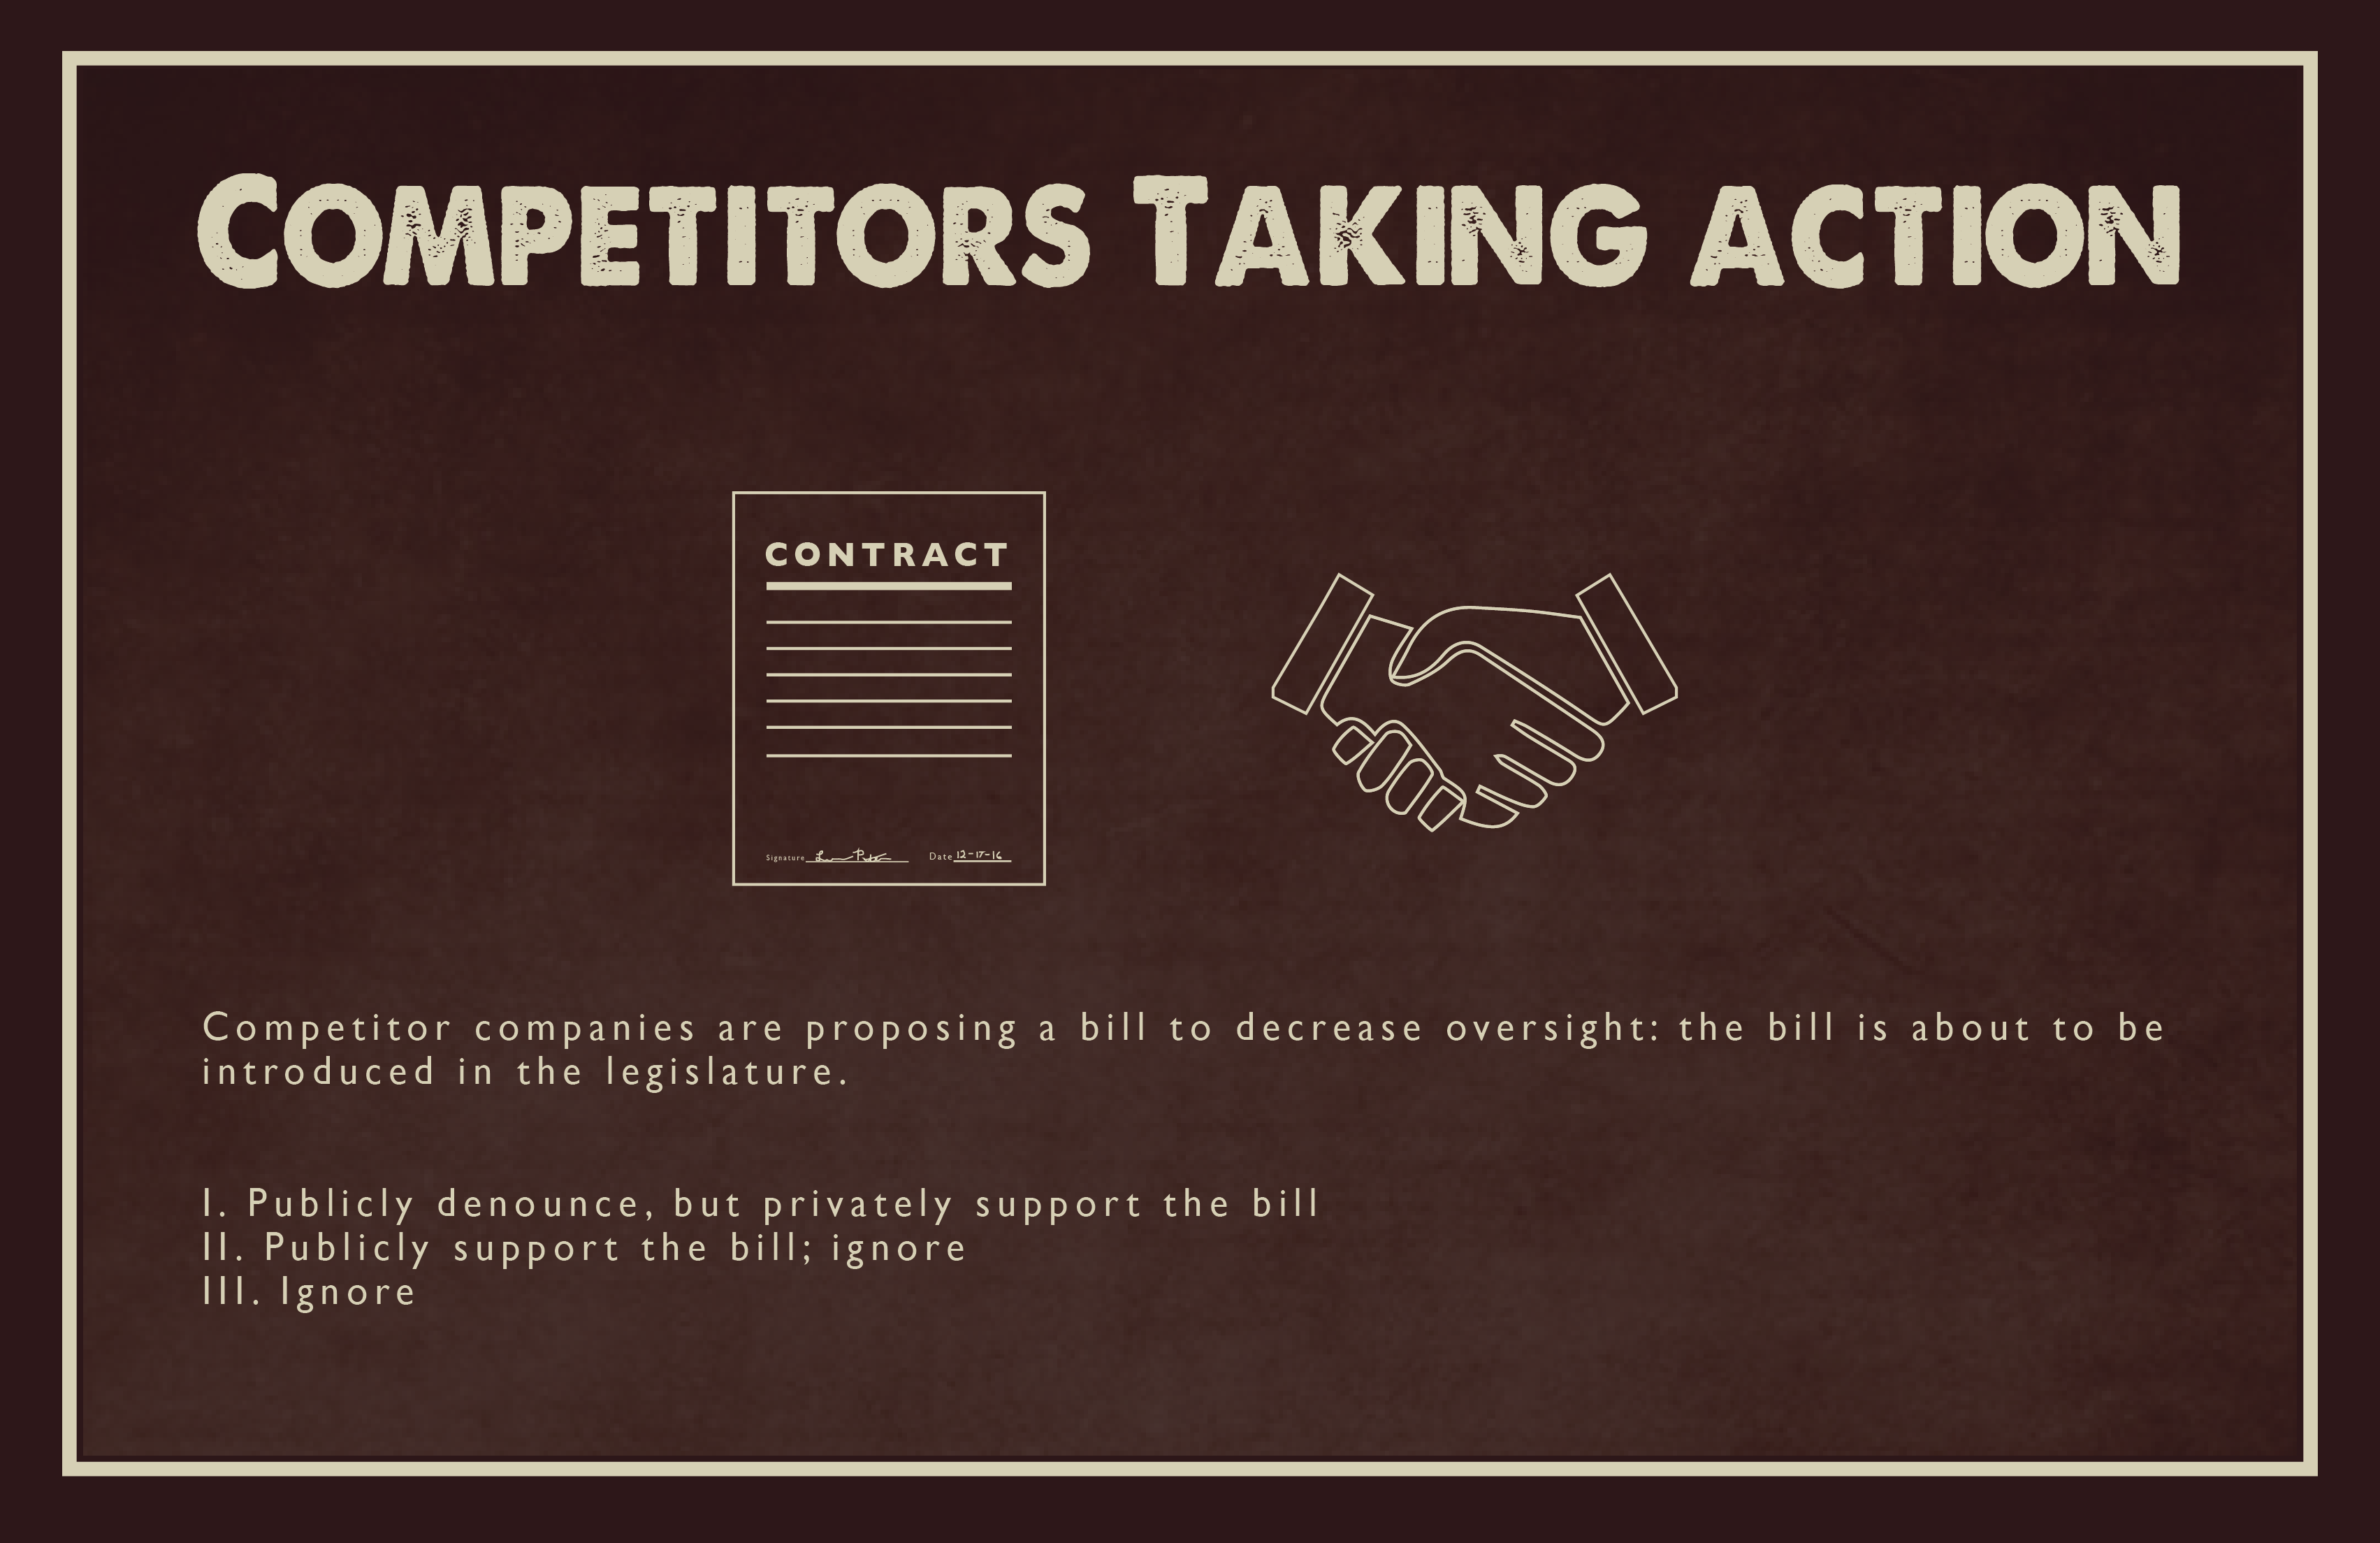 COMPETITORS TAKING ACTION
CONTRACT
Signature
Date 12-17-16
Competitor companies are proposing a bill to decrease oversight: the bill is about to be
introduced in the legislature.
I. Publicly denounce, but privately support the bill
II. Publicly support the bill; ignore
III. Ignore